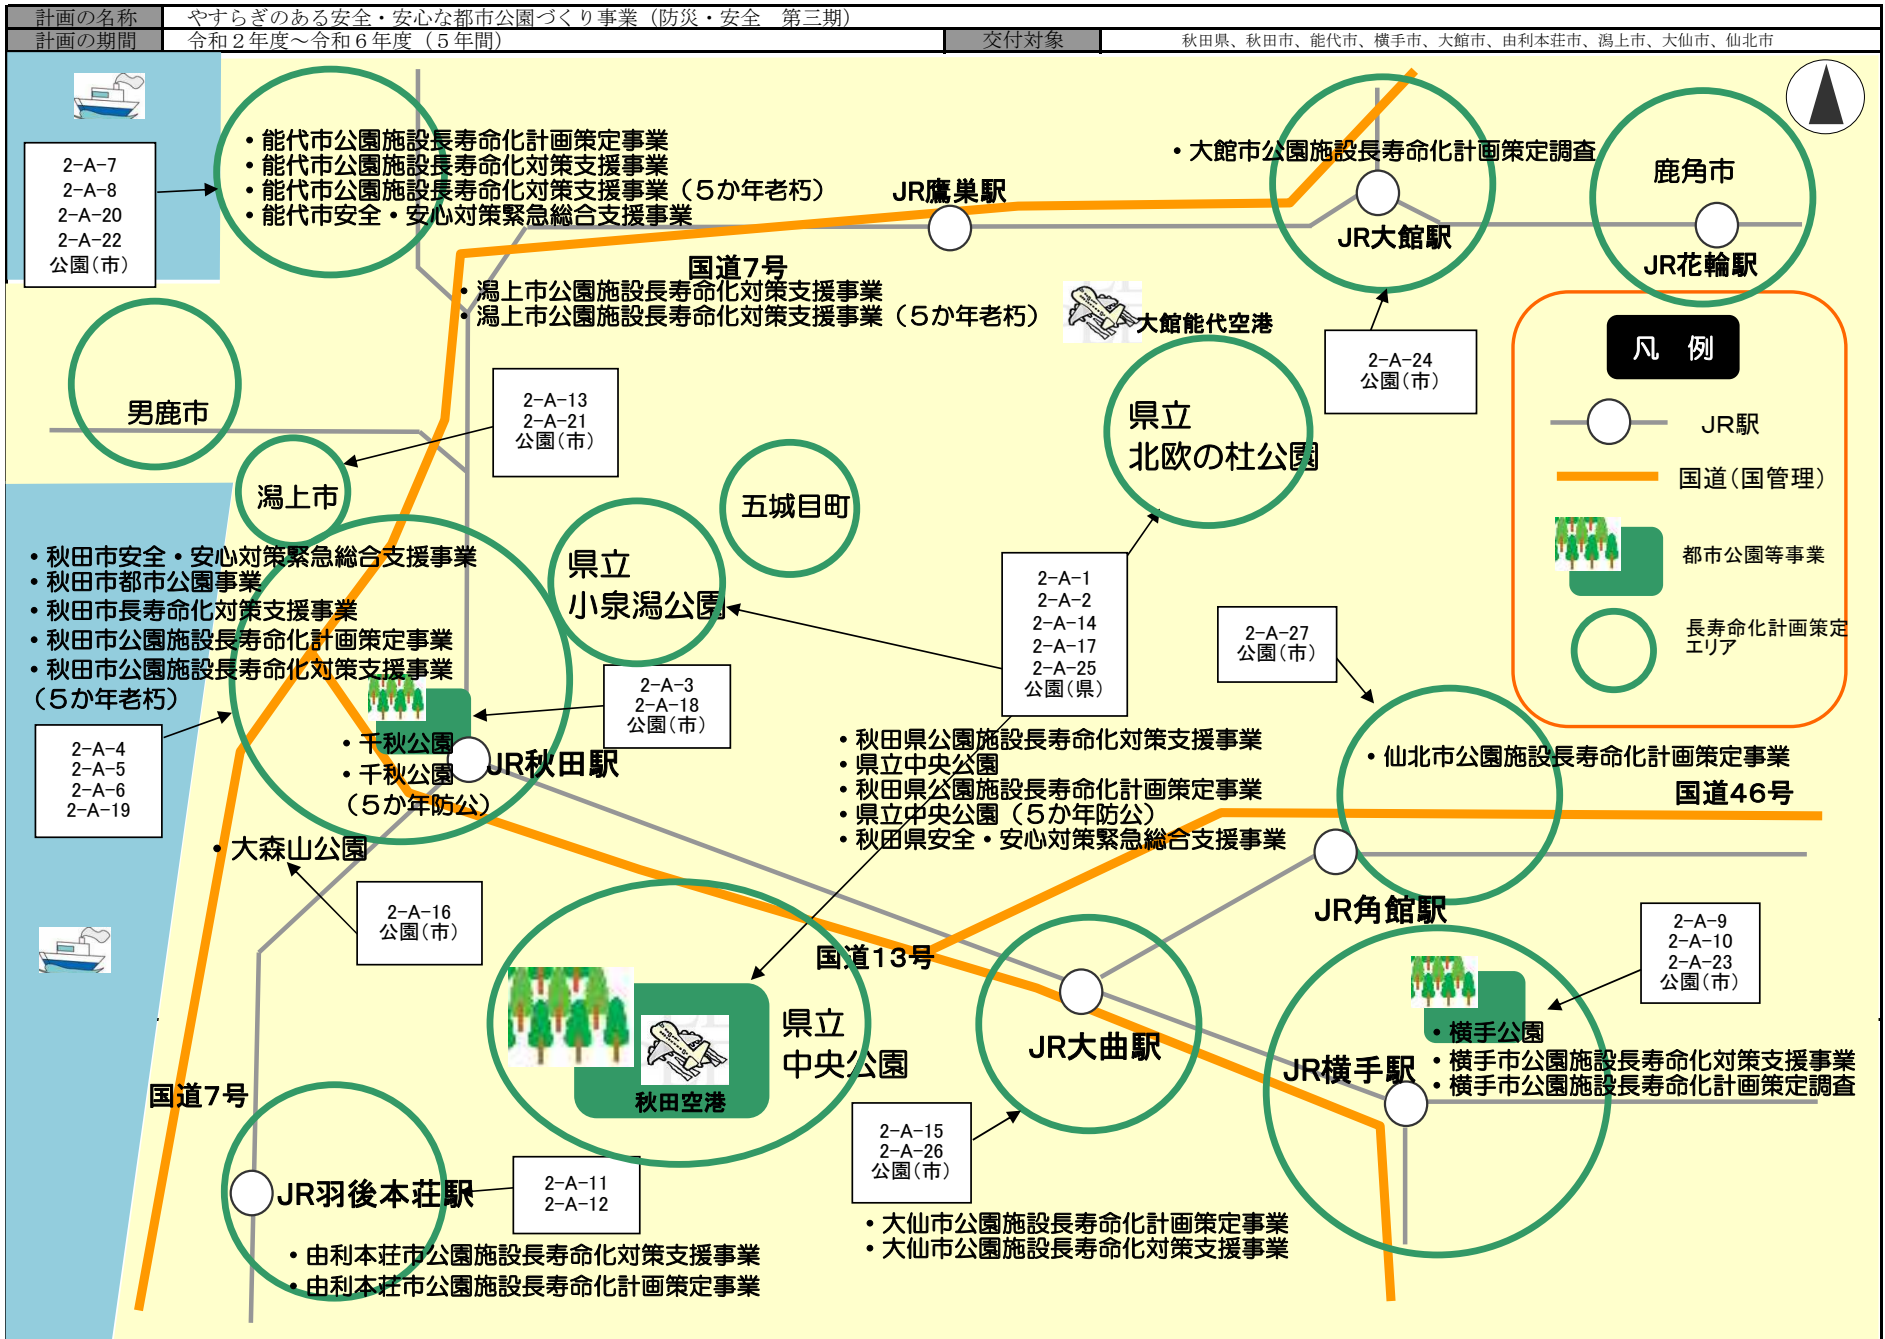 計画の名称 やすらぎのある安全・安心な都市公園づくり事業（防災・安全　第三期）
計画の期間 令和２年度～令和６年度（５年間） 交付対象 秋田県、秋田市、能代市、横手市、大館市、由利本荘市、潟上市、大仙市、仙北市
2-A-7
2-A-8
2-A-20
2-A-22
公園（市）
・能代市公園施設長寿命化計画策定事業
・能代市公園施設長寿命化対策支援事業
・能代市公園施設長寿命化対策支援事業（５か年老朽）
・能代市安全・安心対策緊急総合支援事業
JR鷹巣駅
・大館市公園施設長寿命化計画策定調査
JR大館駅
鹿角市
JR花輪駅
国道7号
・潟上市公園施設長寿命化対策支援事業
・潟上市公園施設長寿命化対策支援事業（５か年老朽）
大館能代空港
2-A-24
公園（市）
凡　例
JR駅
国道（国管理）
都市公園等事業
長寿命化計画策定
エリア
男鹿市
2-A-13
2-A-21
公園（市）
潟上市
五城目町
県立
北欧の杜公園
県立
小泉潟公園
2-A-1
2-A-2
2-A-14
2-A-17
2-A-25
公園（県）
2-A-27
公園（市）
・秋田市安全・安心対策緊急総合支援事業
・秋田市都市公園事業
・秋田市長寿命化対策支援事業
・秋田市公園施設長寿命化計画策定事業
・秋田市公園施設長寿命化対策支援事業
（５か年老朽）
2-A-3
2-A-18
公園（市）
2-A-4
2-A-5
2-A-6
2-A-19
・千秋公園
・千秋公園
（５か年防公）
JR秋田駅
・秋田県公園施設長寿命化対策支援事業
・県立中央公園
・秋田県公園施設長寿命化計画策定事業
・県立中央公園（５か年防公）
・秋田県安全・安心対策緊急総合支援事業
・仙北市公園施設長寿命化計画策定事業
国道46号
・大森山公園
2-A-16
公園（市）
JR角館駅
国道13号
2-A-9
2-A-10
2-A-23
公園（市）
県立
中央公園
秋田空港
JR大曲駅
JR横手駅
・横手公園
・横手市公園施設長寿命化対策支援事業
・横手市公園施設長寿命化計画策定調査
国道7号
2-A-15
2-A-26
公園（市）
JR羽後本荘駅
2-A-11
2-A-12
・大仙市公園施設長寿命化計画策定事業
・大仙市公園施設長寿命化対策支援事業
・由利本荘市公園施設長寿命化対策支援事業
・由利本荘市公園施設長寿命化計画策定事業